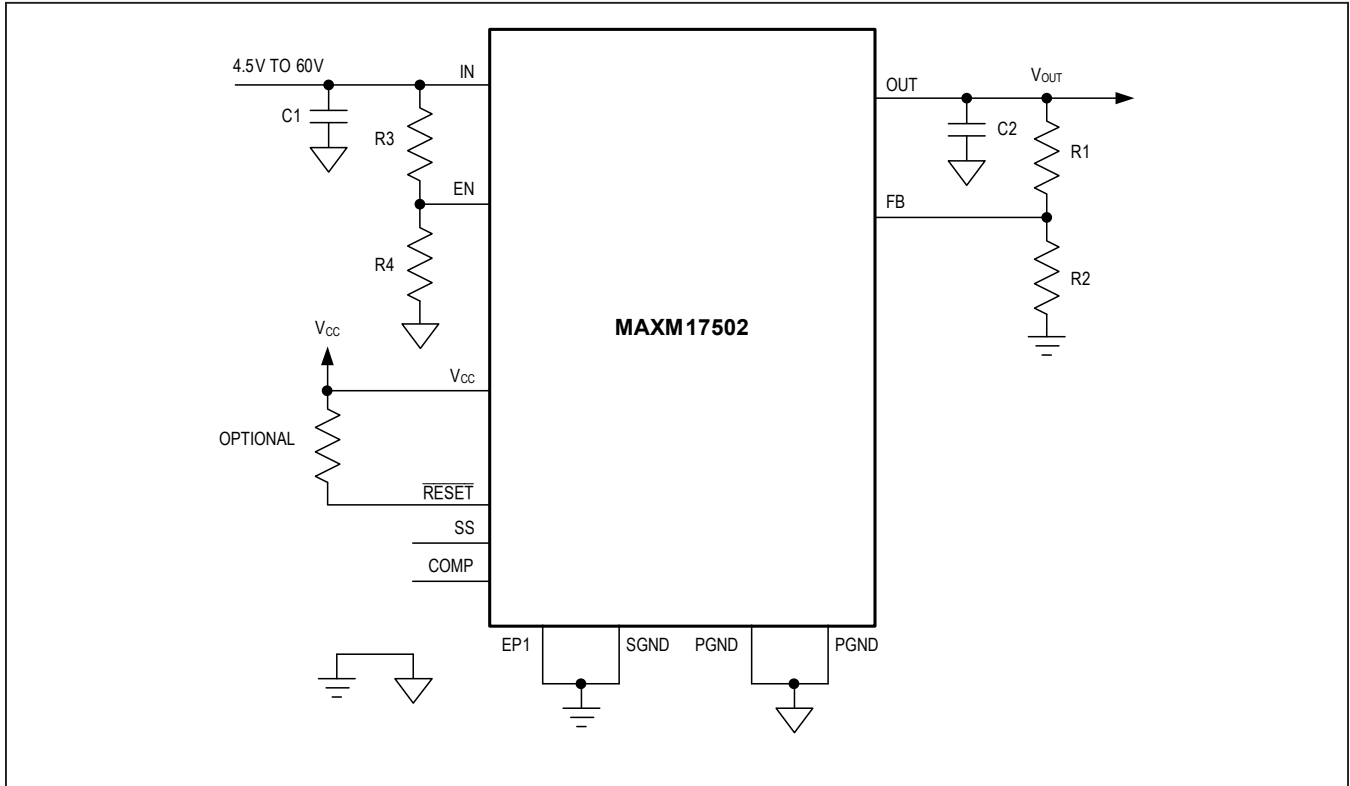 4.5V TO 60V
IN
OUT
VOUT
C1
R3
C2
R1
EN
FB
R4
R2
MAXM17502
VCC
VCC
OPTIONAL
RESET
SS
COMP
EP1
SGND
PGND
PGND